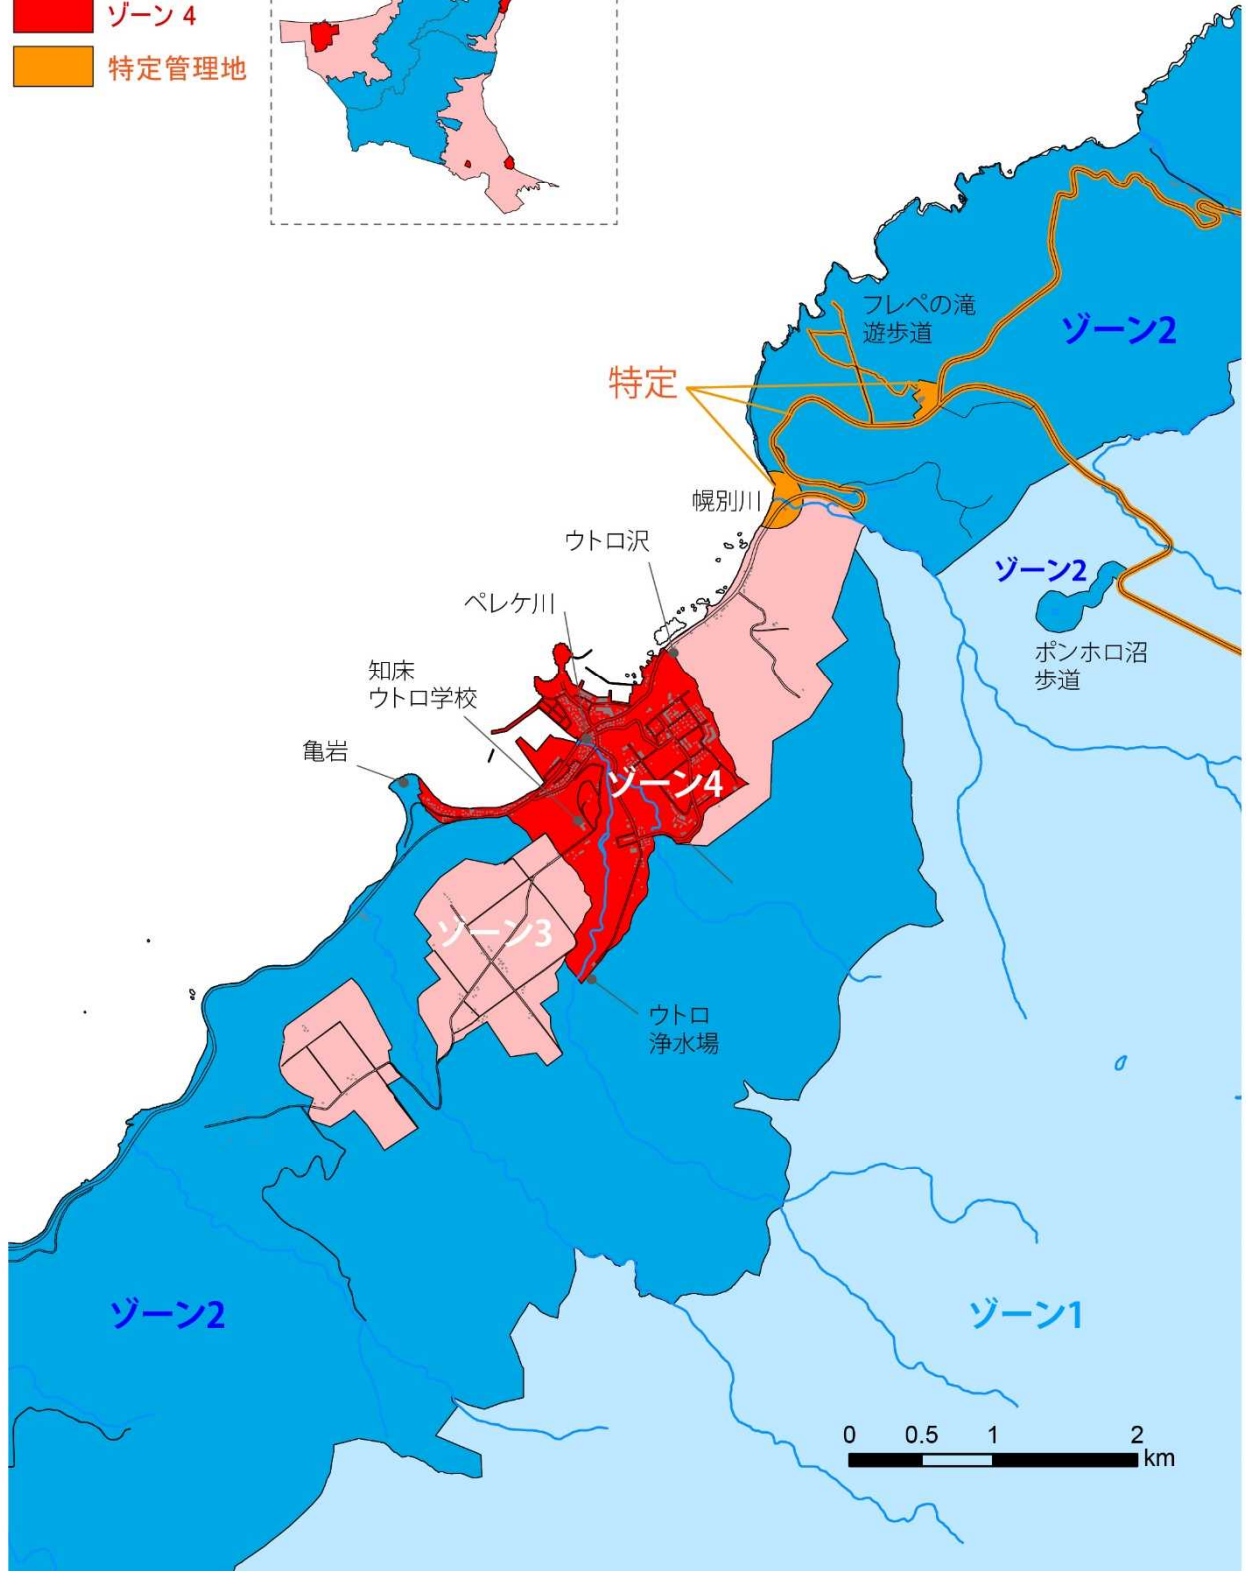 ゾーン 4
特定管理地
フレペの滝
遊歩道
ゾーン2
特定
幌別川
ウトロ沢
ゾーン2
ペレケ川
ポンホロ沼
歩道
知床
ウトロ学校
亀岩
ゾーン4
ゾーン3
ウトロ
浄水場
ゾーン2
ゾーン1
0 0.5 1 2
km